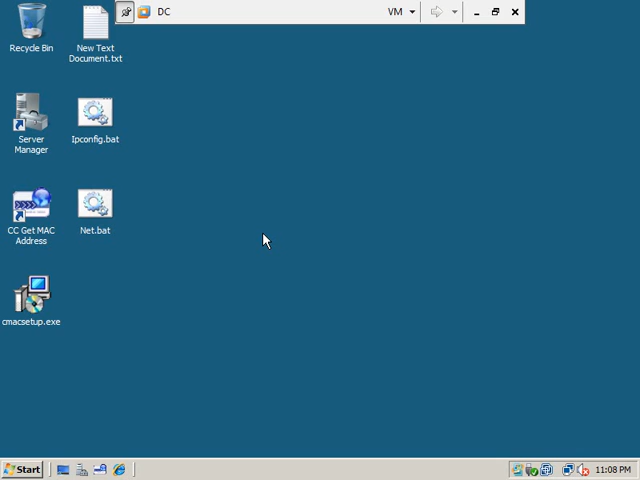 DC
VM
Recycle Bin
New Text
Document.txt
Server
Manager
Ipconfig.bat
CC Get MAC
Address
Net.bat
cmacsetup.exe
Start
11:08 PM